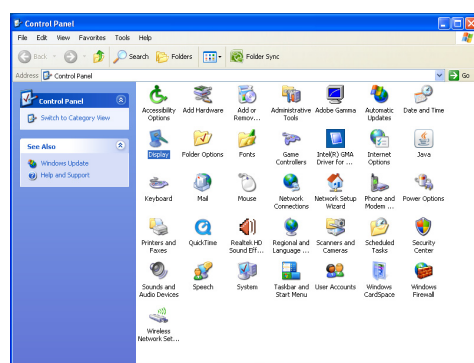 Control Panel
File Edit View Favorites Tools Help
Back Search Folders Folder Sync
Address Control Panel Go
Control Panel
Switch to Category View
See Also
Windows Update
Help and Support
Accessibility Options
Add Hardware
Add or Remov...
Administrative Tools
Adobe Gamma
Automatic Updates
Date and Time
Display
Folder Options
Fonts
Game Controllers
Intel(R) GMA Driver for ...
Internet Options
Java
Keyboard
Mail
Mouse
Network Connections
Network Setup Wizard
Phone and Modem ...
Power Options
Printers and Faxes
QuickTime
Realtek HD Sound Eff...
Regional and Language ...
Scanners and Cameras
Scheduled Tasks
Security Center
Sounds and Audio Devices
Speech
System
Taskbar and Start Menu
User Accounts
Windows CardSpace
Windows Firewall
Wireless Network Set...